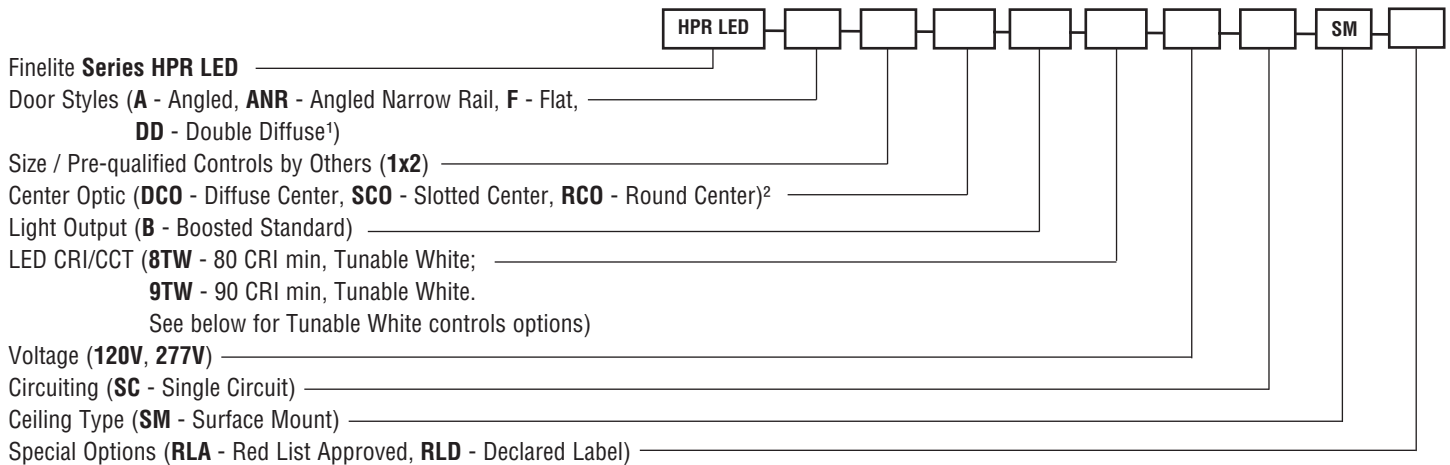 HPR LED SM
Finelite Series HPR LED
Door Styles (A - Angled, ANR - Angled Narrow Rail, F - Flat,
DD - Double Diffuse¹)
Size / Pre-qualified Controls by Others (1x2)
Center Optic (DCO - Diffuse Center, SCO - Slotted Center, RCO - Round Center)²
Light Output (B - Boosted Standard)
LED CRI/CCT (8TW - 80 CRI min, Tunable White;
9TW - 90 CRI min, Tunable White.
See below for Tunable White controls options)
Voltage (120V, 277V)
Circuiting (SC - Single Circuit)
Ceiling Type (SM - Surface Mount)
Special Options (RLA - Red List Approved, RLD - Declared Label)